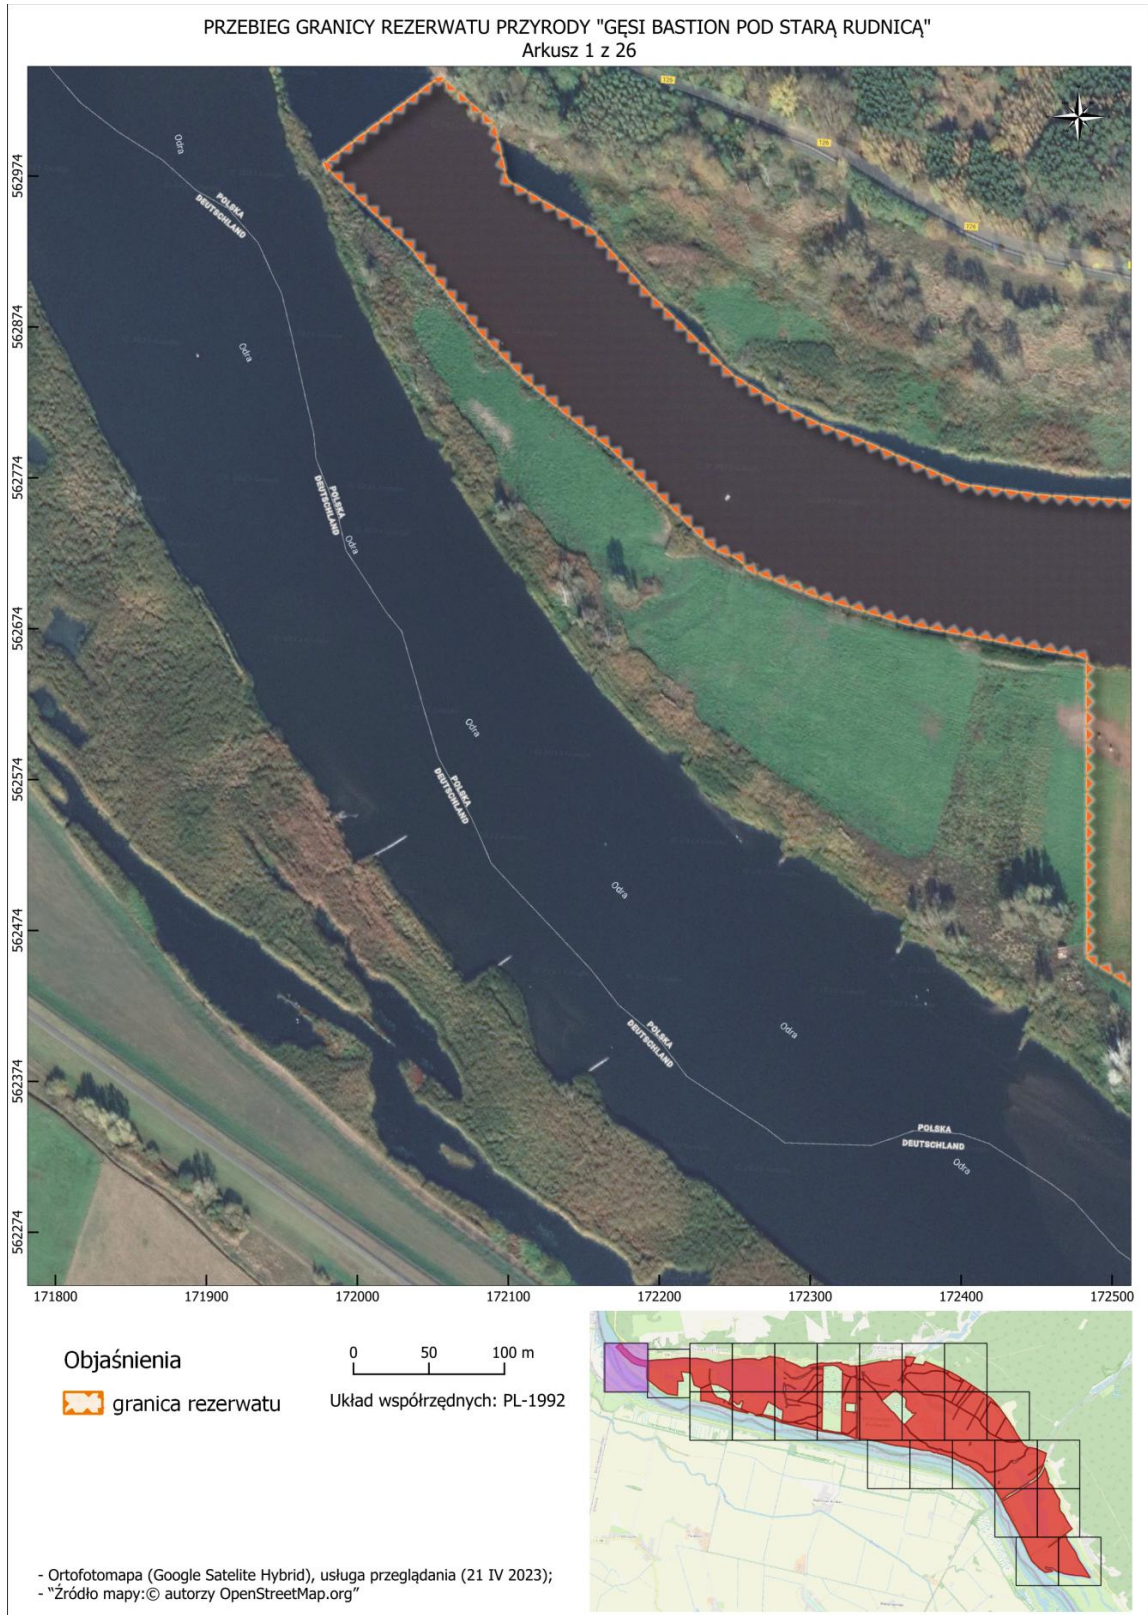 PRZEBIEG GRANICY REZERWATU PRZYRODY "GĘSI BASTION POD STARĄ RUDNICĄ"
Arkusz 1 z 26
126
126
126
Odra
POLSKA
DEUTSCHLAND
Odra
POLSKA
DEUTSCHLAND
Odra
Odra
POLSKA
DEUTSCHLAND
Odra
Odra
POLSKA
DEUTSCHLAND
POLSKA
DEUTSCHLAND
Odra
562974
562874
562774
562674
562574
562474
562374
562274
171800 171900 172000 172100 172200 172300 172400 172500
Objaśnienia
granica rezerwatu
0 50 100 m
Układ współrzędnych: PL-1992
- Ortofotomapa (Google Satelite Hybrid), usługa przeglądania (21 IV 2023);
- “Źródło mapy:© autorzy OpenStreetMap.org”